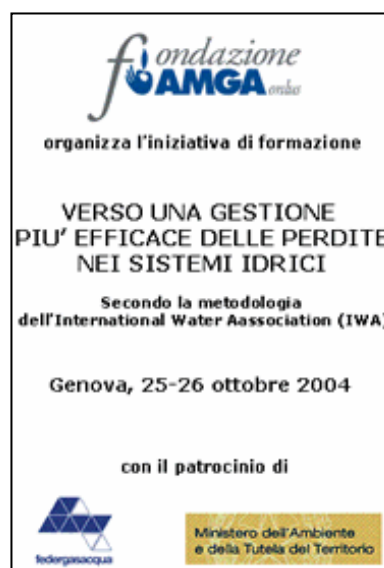 fondazione
AMGA onlus
organizza l'iniziativa di formazione
VERSO UNA GESTIONE
PIU' EFFICACE DELLE PERDITE
NEI SISTEMI IDRICI
Secondo la metodologia
dell'International Water Aassociation (IWA)
Genova, 25-26 ottobre 2004
con il patrocinio di
federgasacqua
Ministero dell'Ambiente
e della Tutela del Territorio